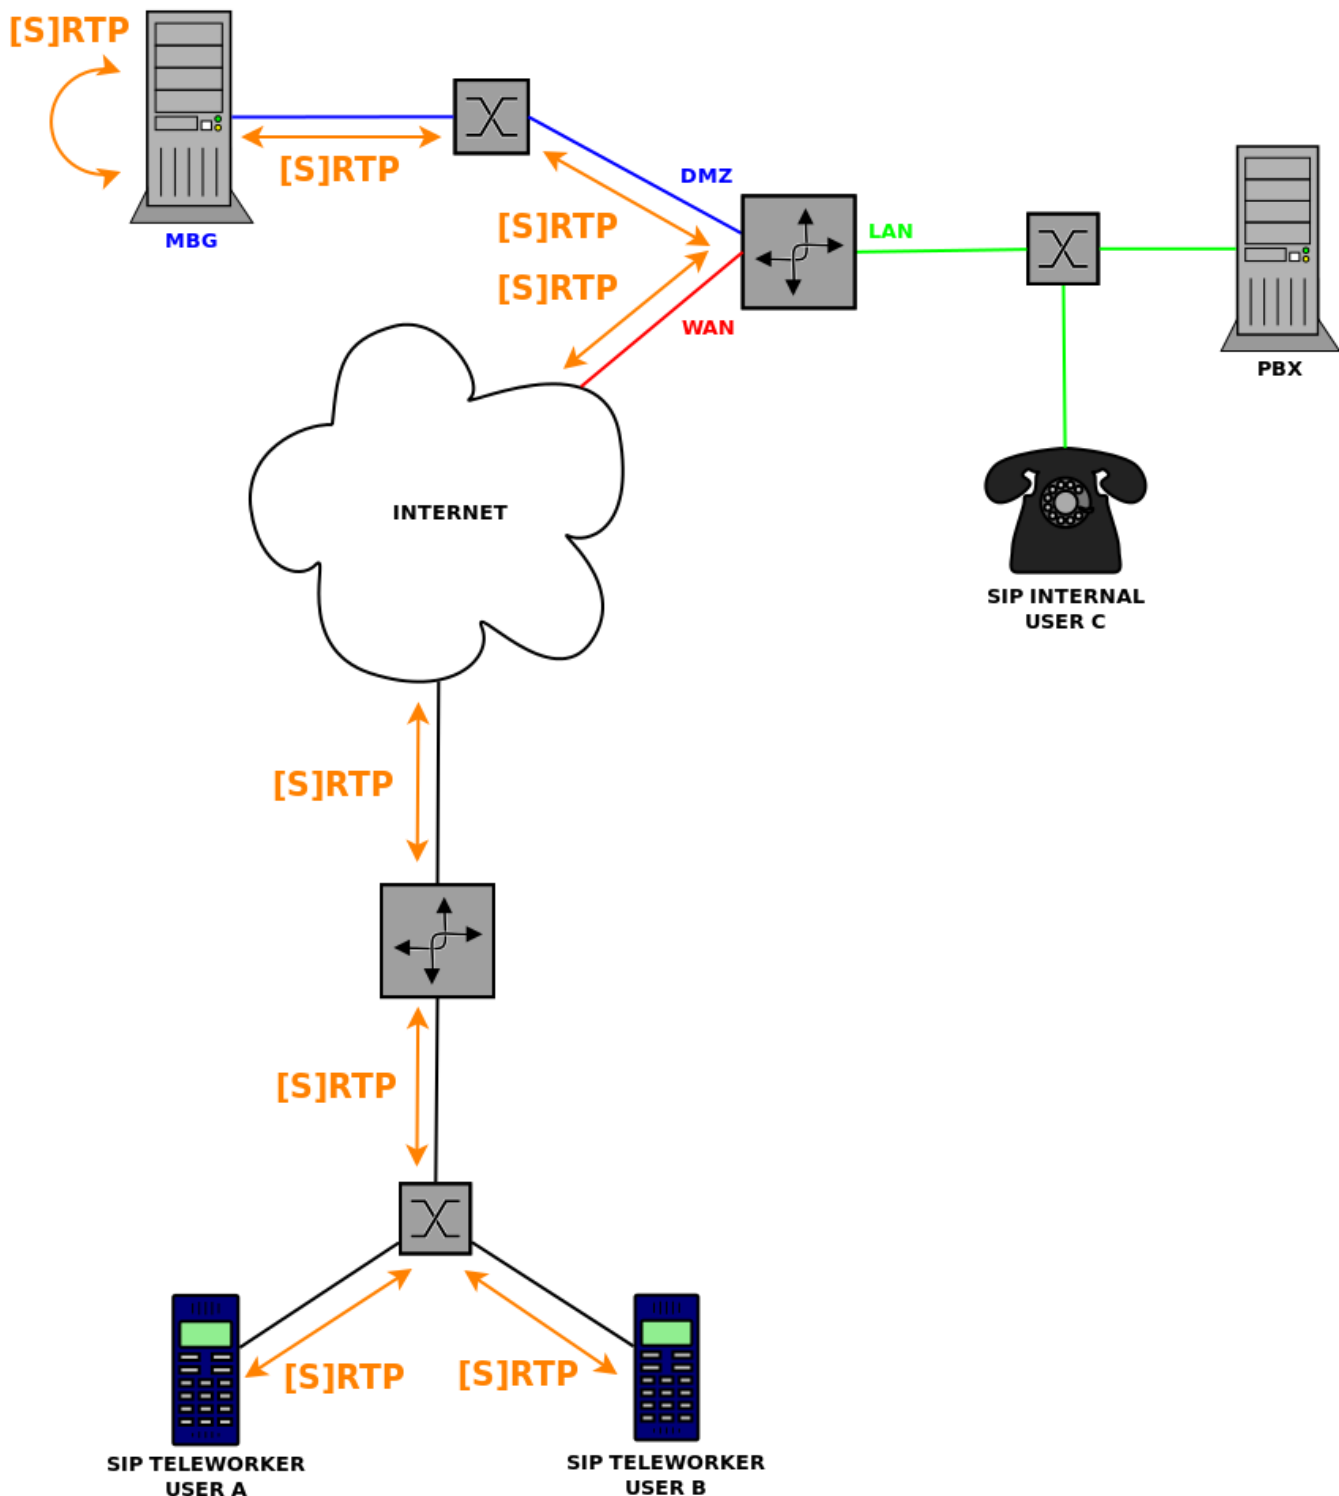 [S]RTP
[S]RTP
MBG
DMZ
[S]RTP
LAN
[S]RTP
WAN
PBX
INTERNET
SIP INTERNAL
USER C
[S]RTP
[S]RTP
[S]RTP
[S]RTP
SIP TELEWORKER
USER A
SIP TELEWORKER
USER B